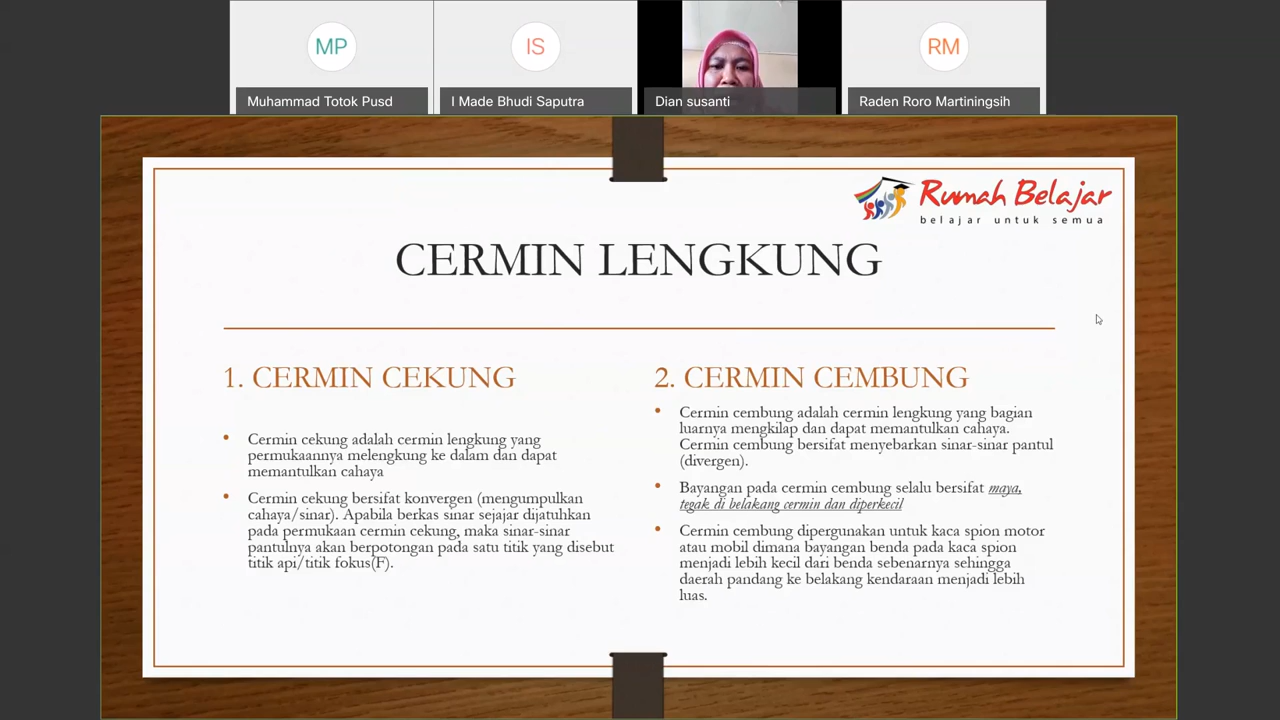 MP
IS
RM
Muhammad Totok Pusd
I Made Bhudi Saputra
Dian susanti
Raden Roro Martiningsih
Rumah Belajar
belajar untuk semua
CERMIN LENGKUNG
1. CERMIN CEKUNG
• Cermin cekung adalah cermin lengkung yang
permukaannya melengkung ke dalam dan dapat
memantulkan cahaya
• Cermin cekung bersifat konvergen (mengumpulkan
cahaya/sinar). Apabila berkas sinar sejajar dijatuhkan
pada permukaan cermin cekung, maka sinar-sinar
pantulnya akan berpotongan pada satu titik yang disebut
titik api/titik fokus(F).
2. CERMIN CEMBUNG
• Cermin cembung adalah cermin lengkung yang bagian
luarnya mengkilap dan dapat memantulkan cahaya.
Cermin cembung bersifat menyebarkan sinar-sinar pantul
(divergen).
• Bayangan pada cermin cembung selalu bersifat maya,
tegak di belakang cermin dan diperkecil
• Cermin cembung dipergunakan untuk kaca spion motor
atau mobil dimana bayangan benda pada kaca spion
menjadi lebih kecil dari benda sebenarnya sehingga
daerah pandang ke belakang kendaraan menjadi lebih
luas.